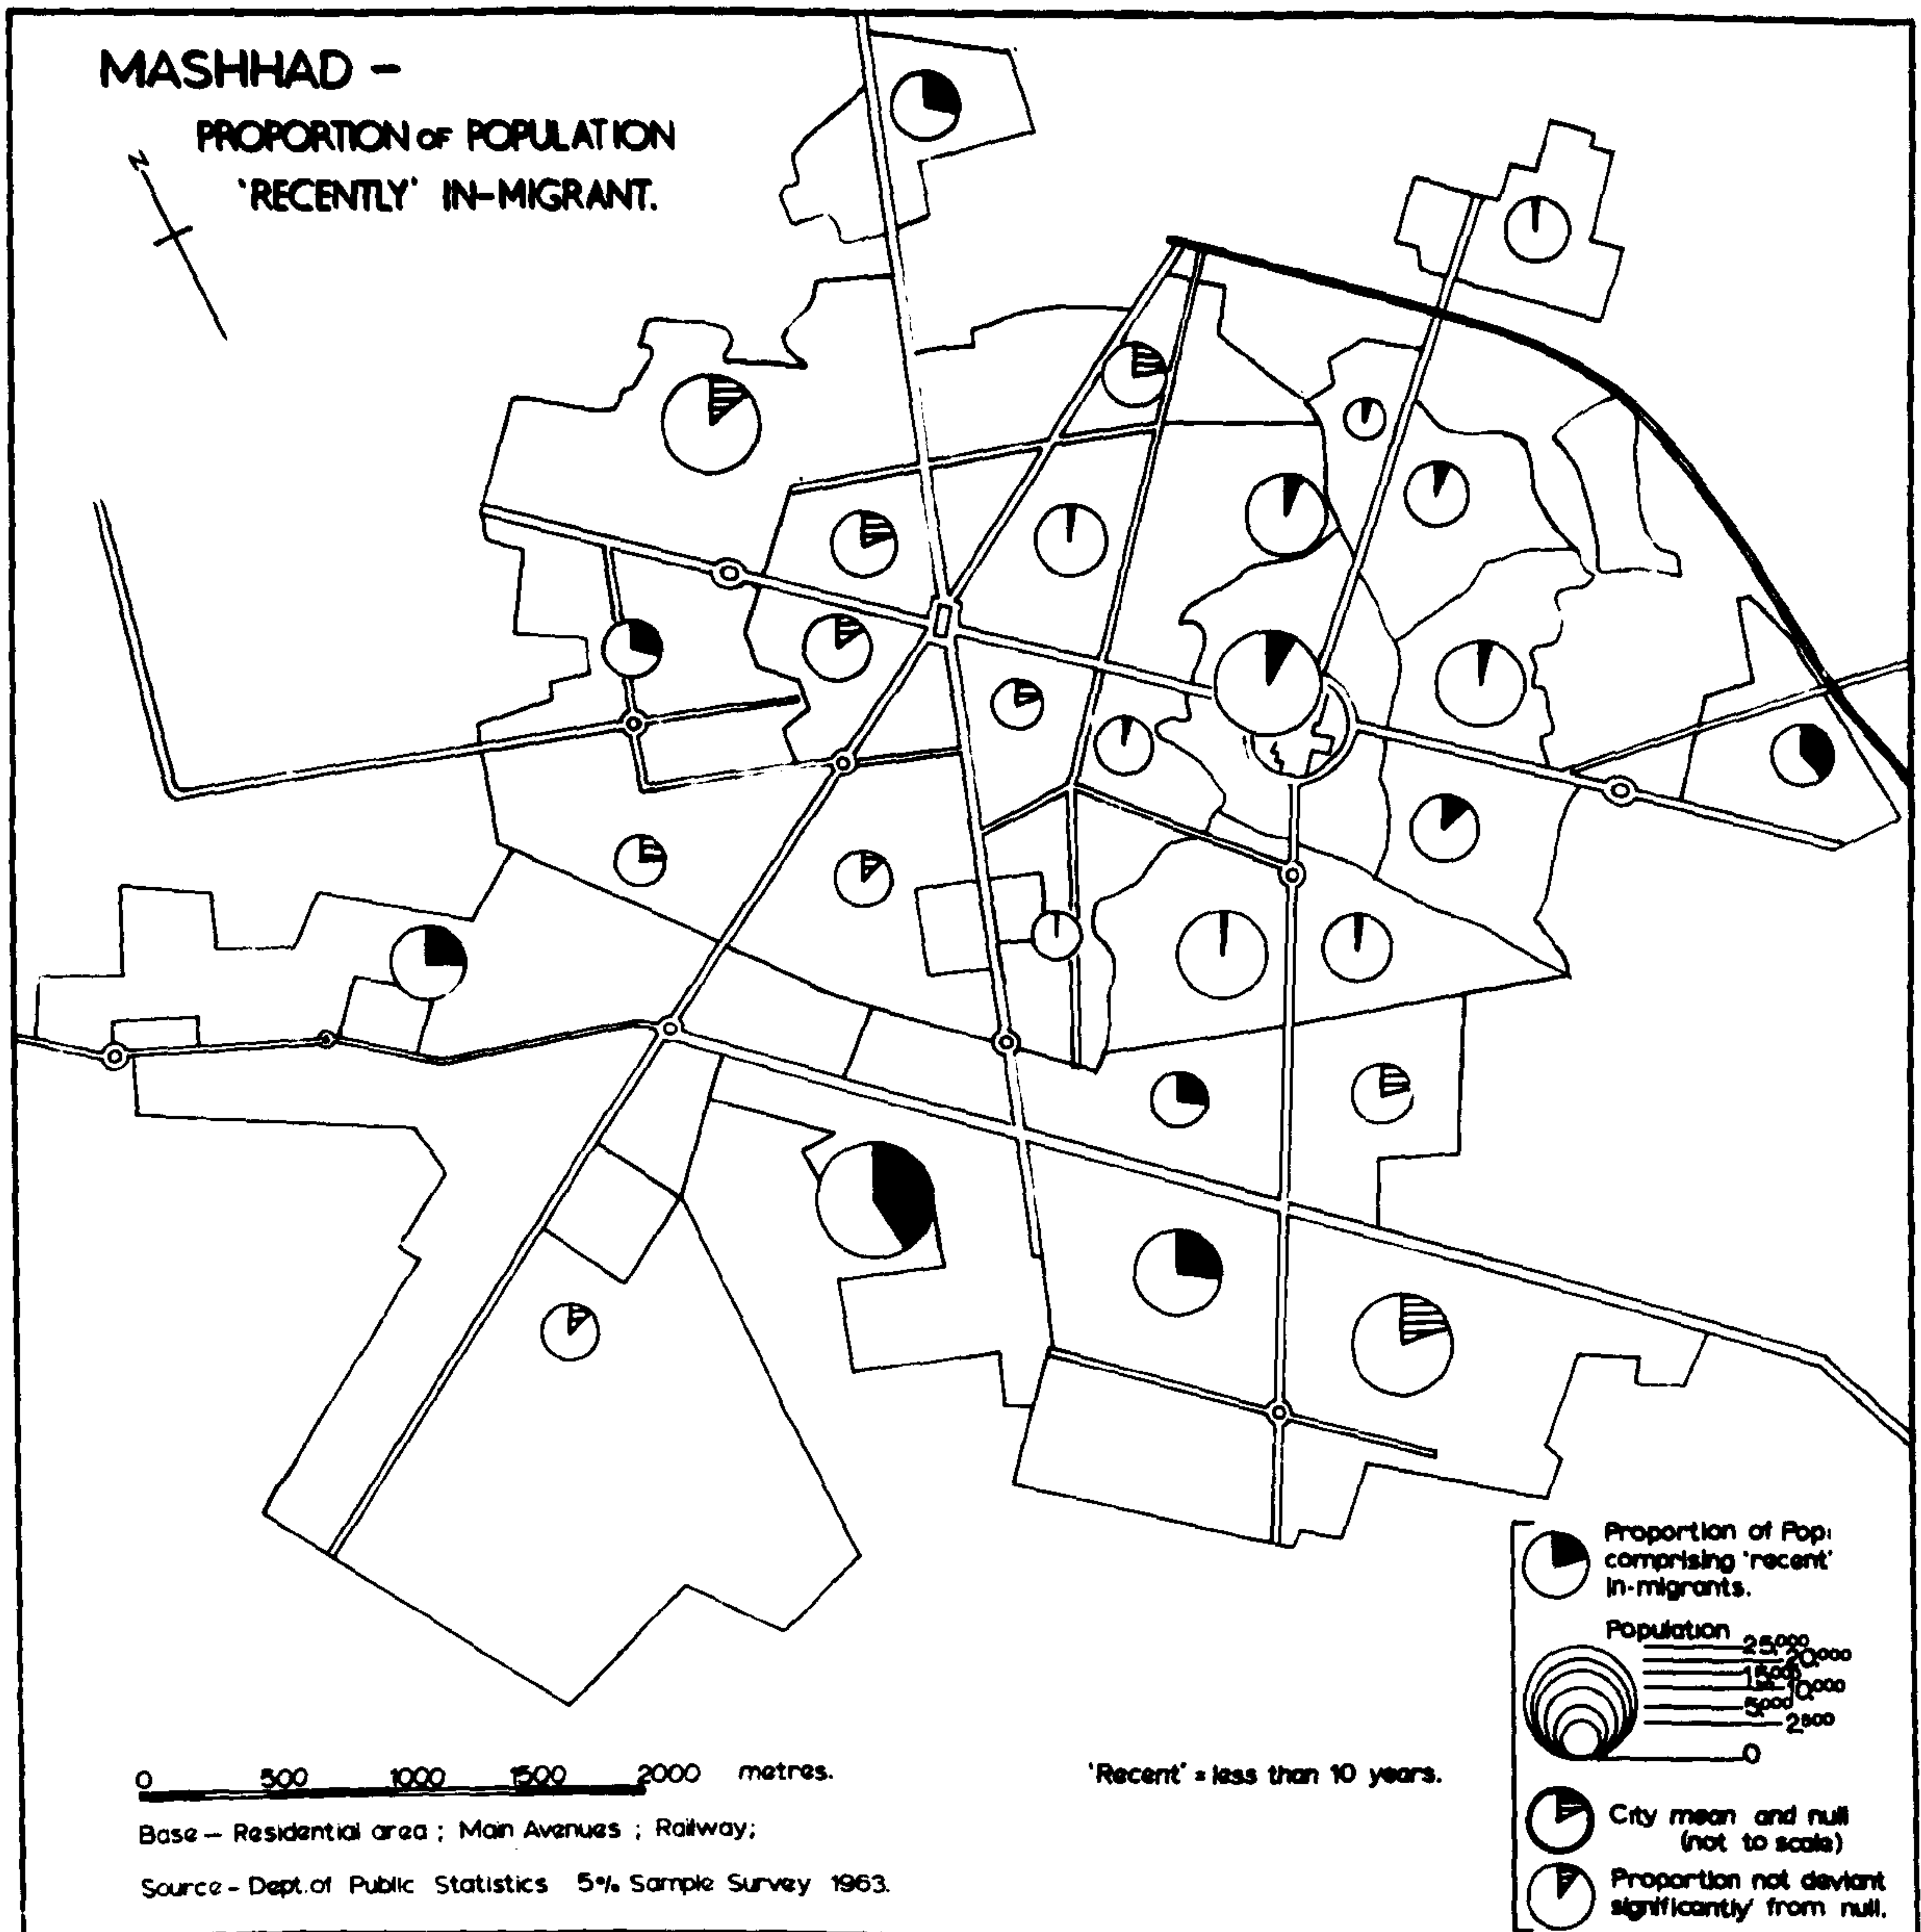 MASHHAD –
PROPORTION OF POPULATION
'RECENTLY' IN-MIGRANT.
N
Proportion of Pop:
comprising 'recent'
in-migrants.
Population
25,000
20,000
15,000
10,000
5,000
2,500
0
City mean and null
(not to scale)
Proportion not deviant
significantly from null.
0 500 1000 1500 2000 metres.
'Recent' = less than 10 years.
Base – Residential area ; Main Avenues ; Railway;
Source – Dept. of Public Statistics 5% Sample Survey 1963.